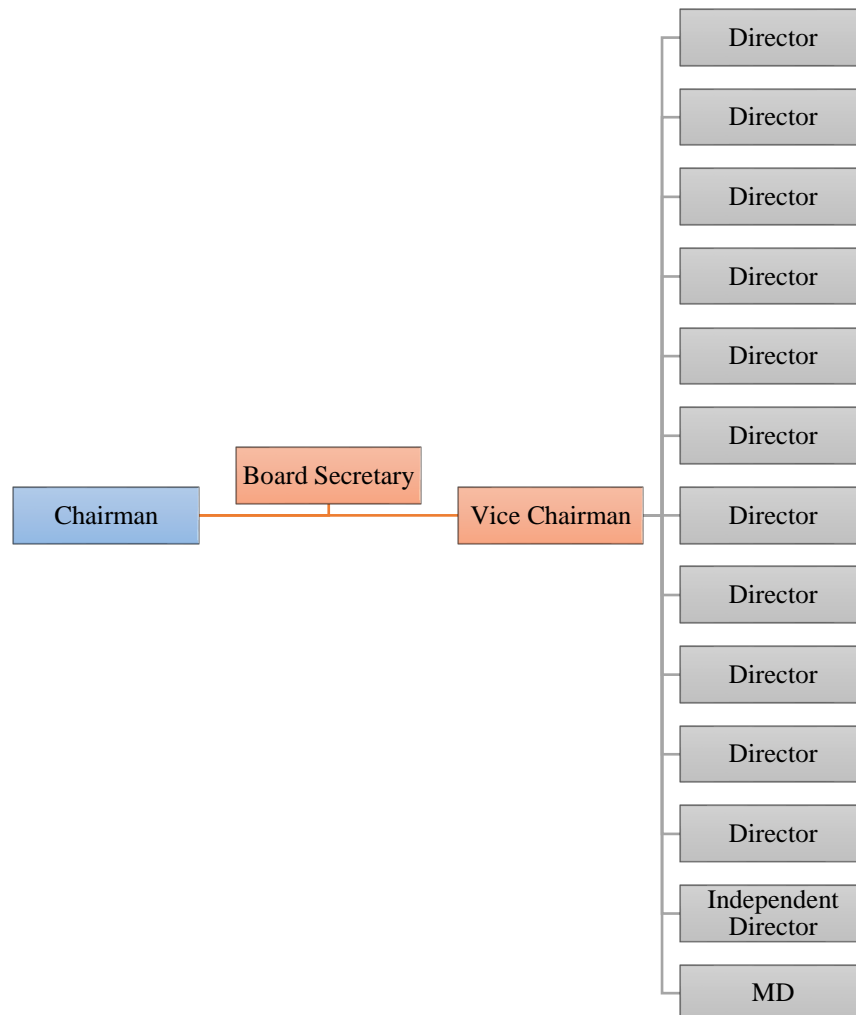 Director
Director
Director
Director
Director
Director
Board Secretary
Chairman
Vice Chairman
Director
Director
Director
Director
Director
Independent
Director
MD